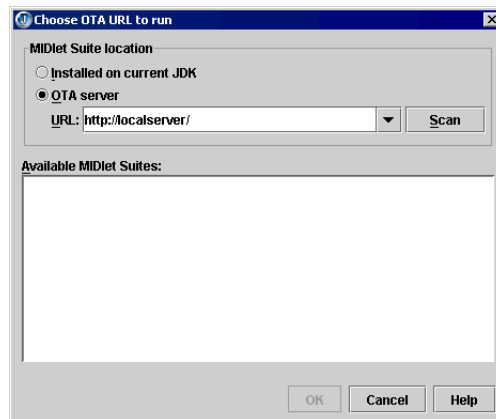 Choose OTA URL to run
MIDlet Suite location
Installed on current JDK
OTA server
URL: http://localserver/ Scan
Available MIDlet Suites:
OK Cancel Help